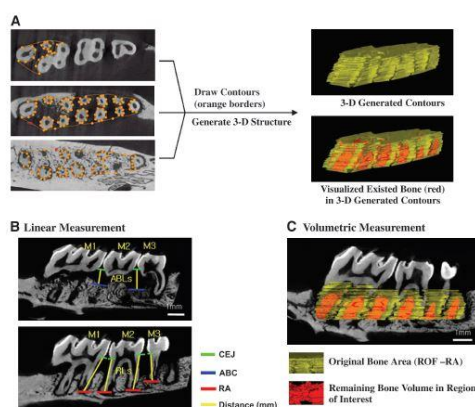 A
Draw Contours
(orange borders)
Generate 3-D Structure
3-D Generated Contours
Visualized Existed Bone (red)
in 3-D Generated Contours
B Linear Measurement
M1 M2 M3
ABLs
1mm
M1 M2 M3
RLs
CEJ
ABC
RA
Distance (mm)
C Volumetric Measurement
1mm
Original Bone Area (ROF –RA)
Remaining Bone Volume in Region
of Interest